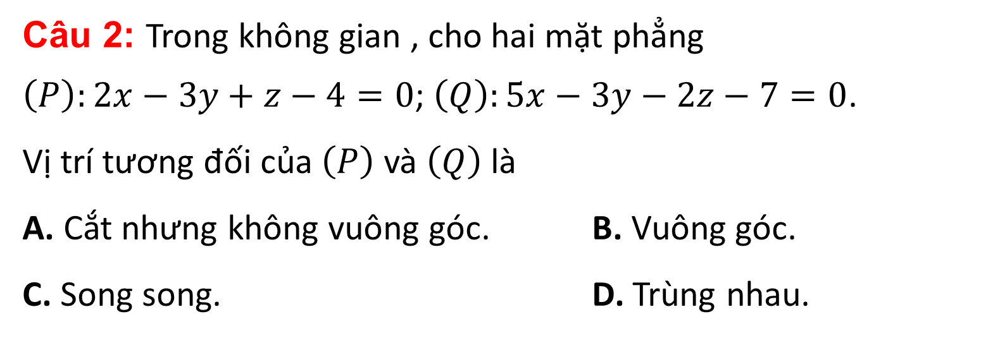 Câu 2: Trong không gian , cho hai mặt phẳng
(P): 2x − 3y + z − 4 = 0; (Q): 5x − 3y − 2z − 7 = 0.
Vị trí tương đối của (P) và (Q) là
A. Cắt nhưng không vuông góc. B. Vuông góc.
C. Song song. D. Trùng nhau.